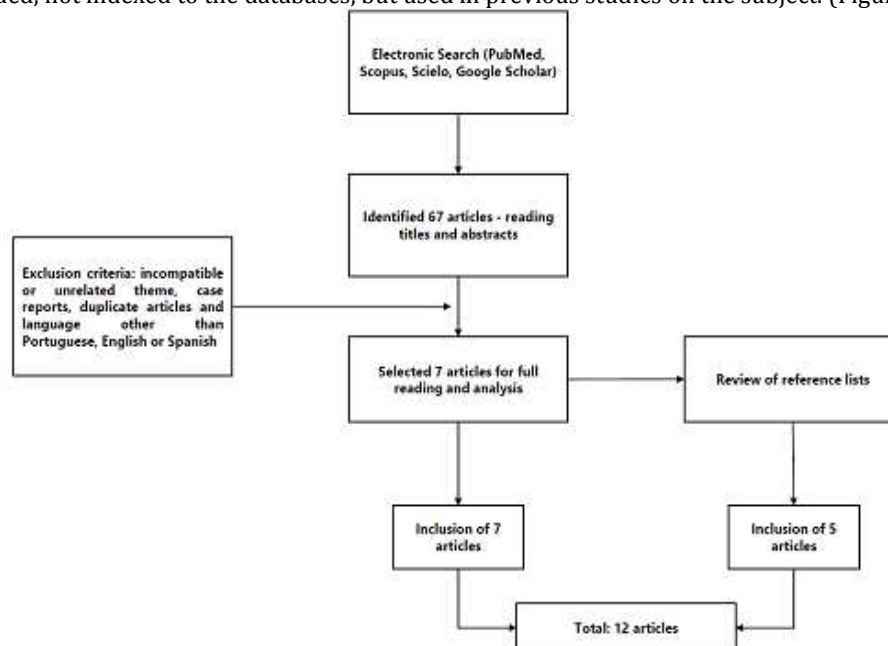 not indexed to the databases, but used in previous studies on the subject. (Figu
Electronic Search (PubMed,
Scopus, Scielo, Google Scholar)
Identified 67 articles - reading
titles and abstracts
Exclusion criteria: incompatible
or unrelated theme, case
reports, duplicate articles and
language other than
Portuguese, English or Spanish
Selected 7 articles for full
reading and analysis
Review of reference lists
Inclusion of 7
articles
Inclusion of 5
articles
Total: 12 articles